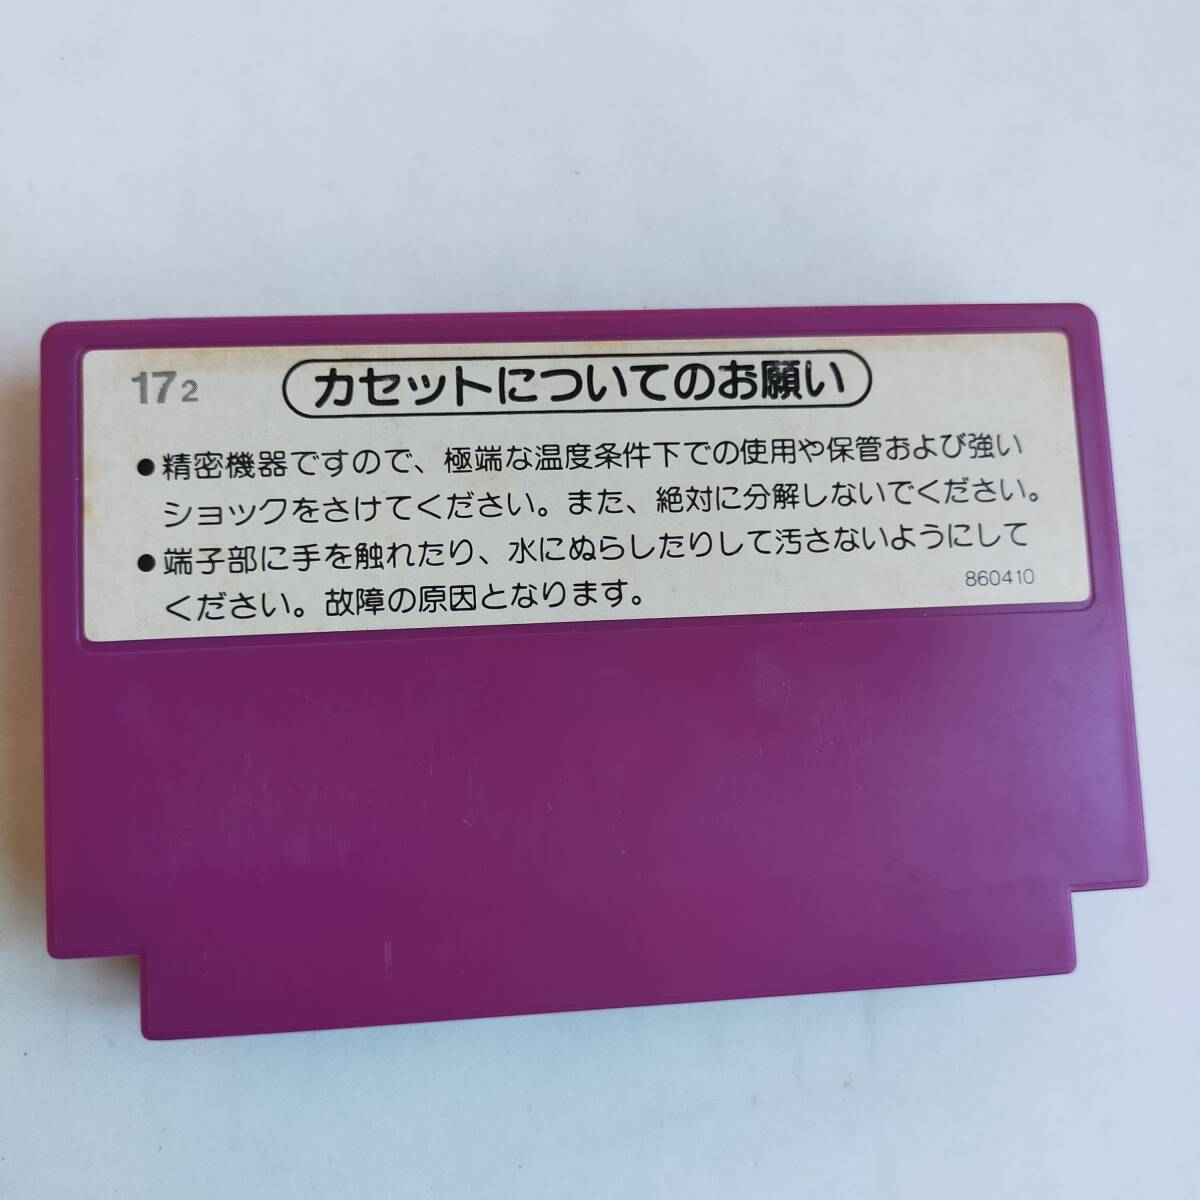 17 2
カセットについてのお願い
●精密機器ですので、極端な温度条件下での使用や保管および強い
ショックをさけてください。また、絶対に分解しないでください。
●端子部に手を触れたり、水にぬらしたりして汚さないようにして
ください。故障の原因となります。
860410